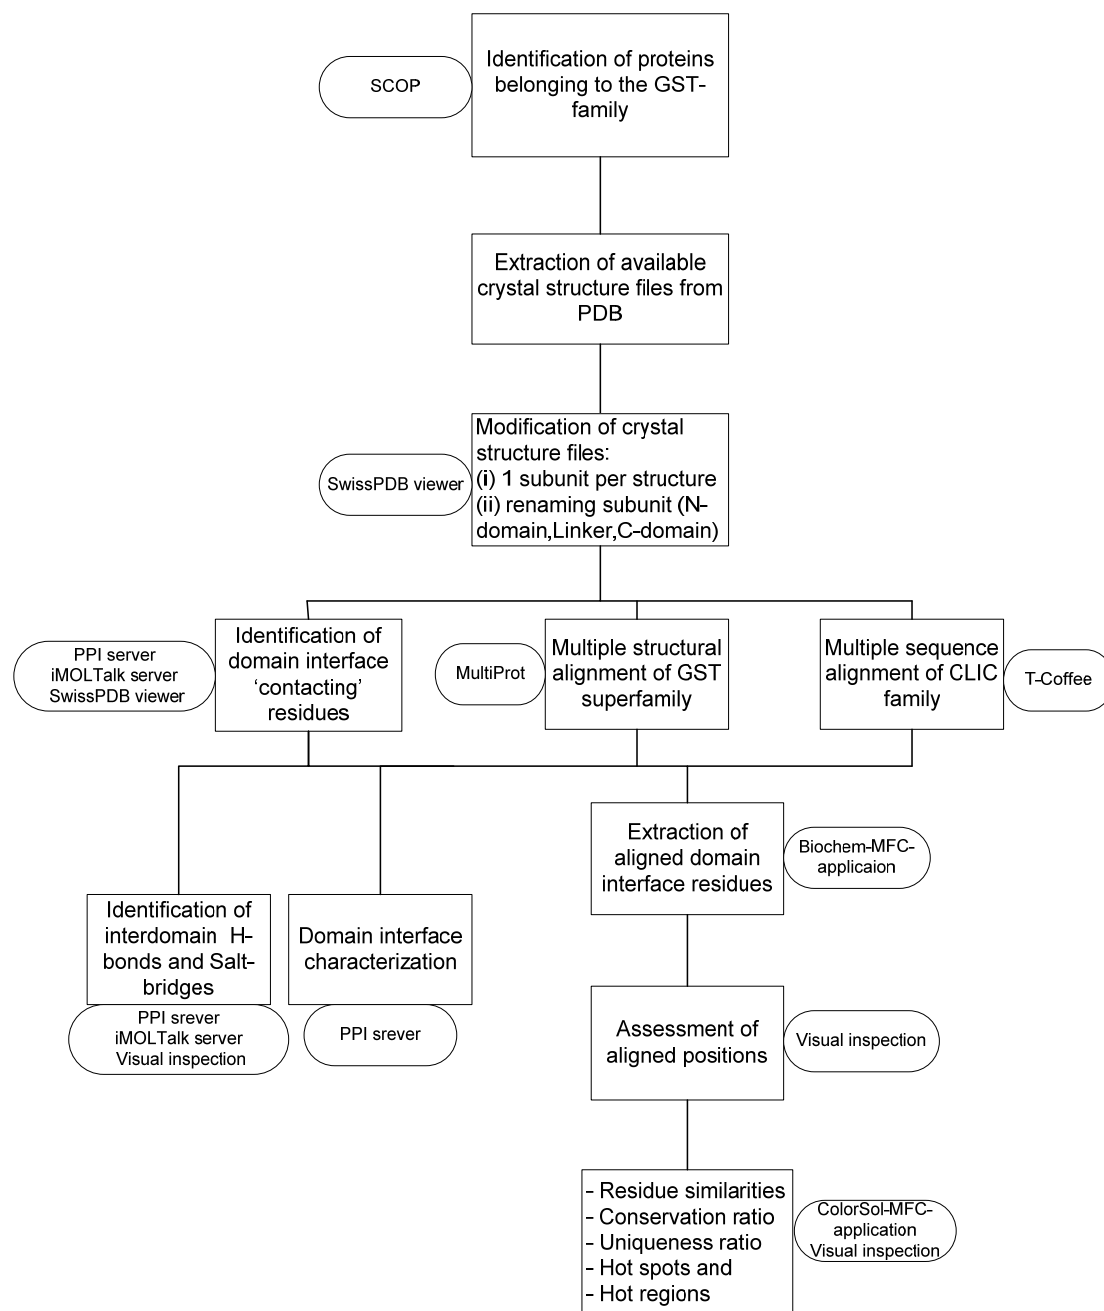 Identification of proteins
belonging to the GST-
family
SCOP
Extraction of available
crystal structure files from
PDB
Modification of crystal
structure files:
(i) 1 subunit per structure
(ii) renaming subunit (N-
domain,Linker,C-domain)
SwissPDB viewer
PPI server
iMOLTalk server
SwissPDB viewer
Identification of
domain interface
‘contacting’
residues
MultiProt
Multiple structural
alignment of GST
superfamily
Multiple sequence
alignment of CLIC
family
T-Coffee
Extraction of
aligned domain
interface residues
Biochem-MFC-
applicaion
Identification of
interdomain H-
bonds and Salt-
bridges
PPI srever
iMOLTalk server
Visual inspection
Domain interface
characterization
PPI srever
Assessment of
aligned positions
Visual inspection
- Residue similarities
- Conservation ratio
- Uniqueness ratio
- Hot spots and
- Hot regions
ColorSol-MFC-
application
Visual inspection